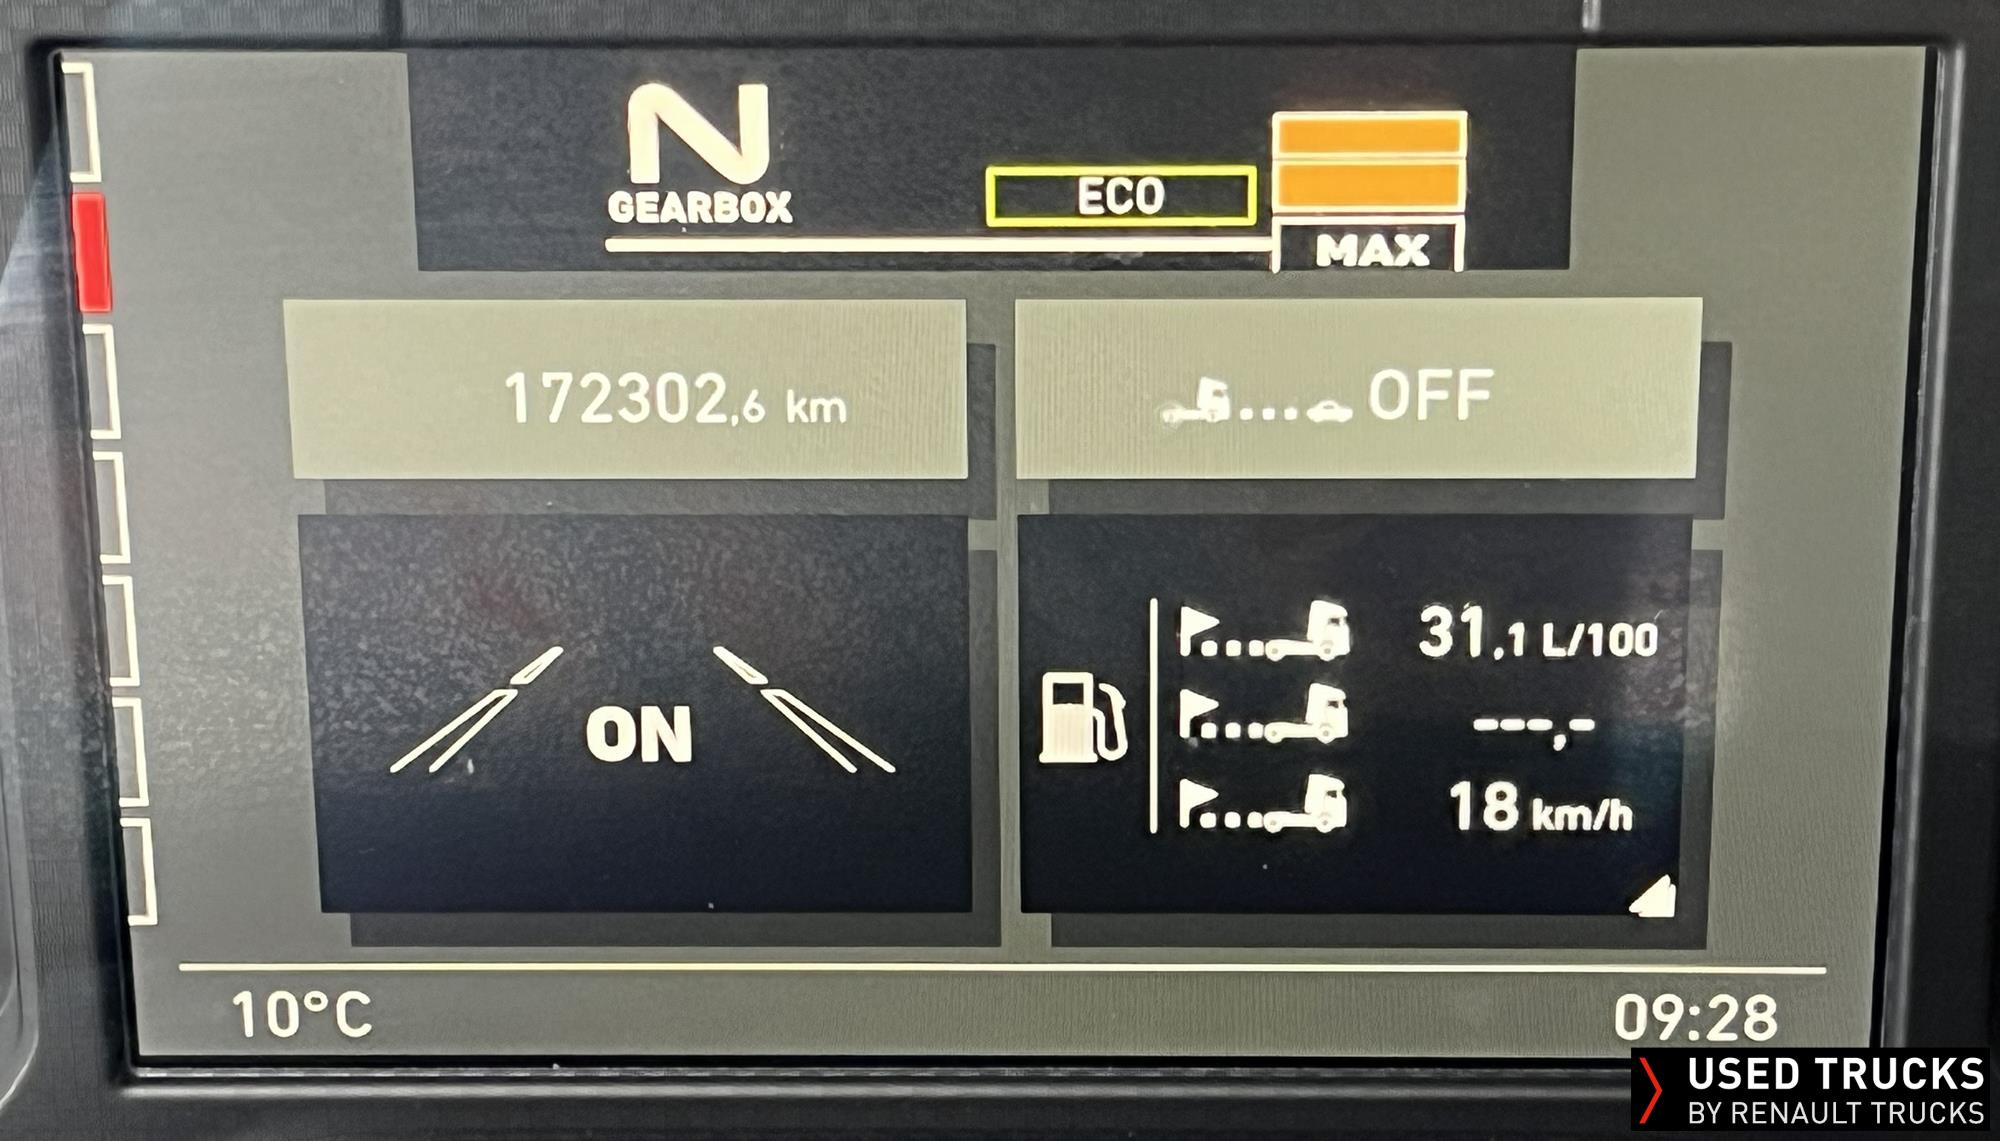 N
GEARBOX
ECO
MAX
172302,6 km
OFF
ON
31,1 L/100
---,-
18 km/h
10°C
09:28
USED TRUCKS
BY RENAULT TRUCKS